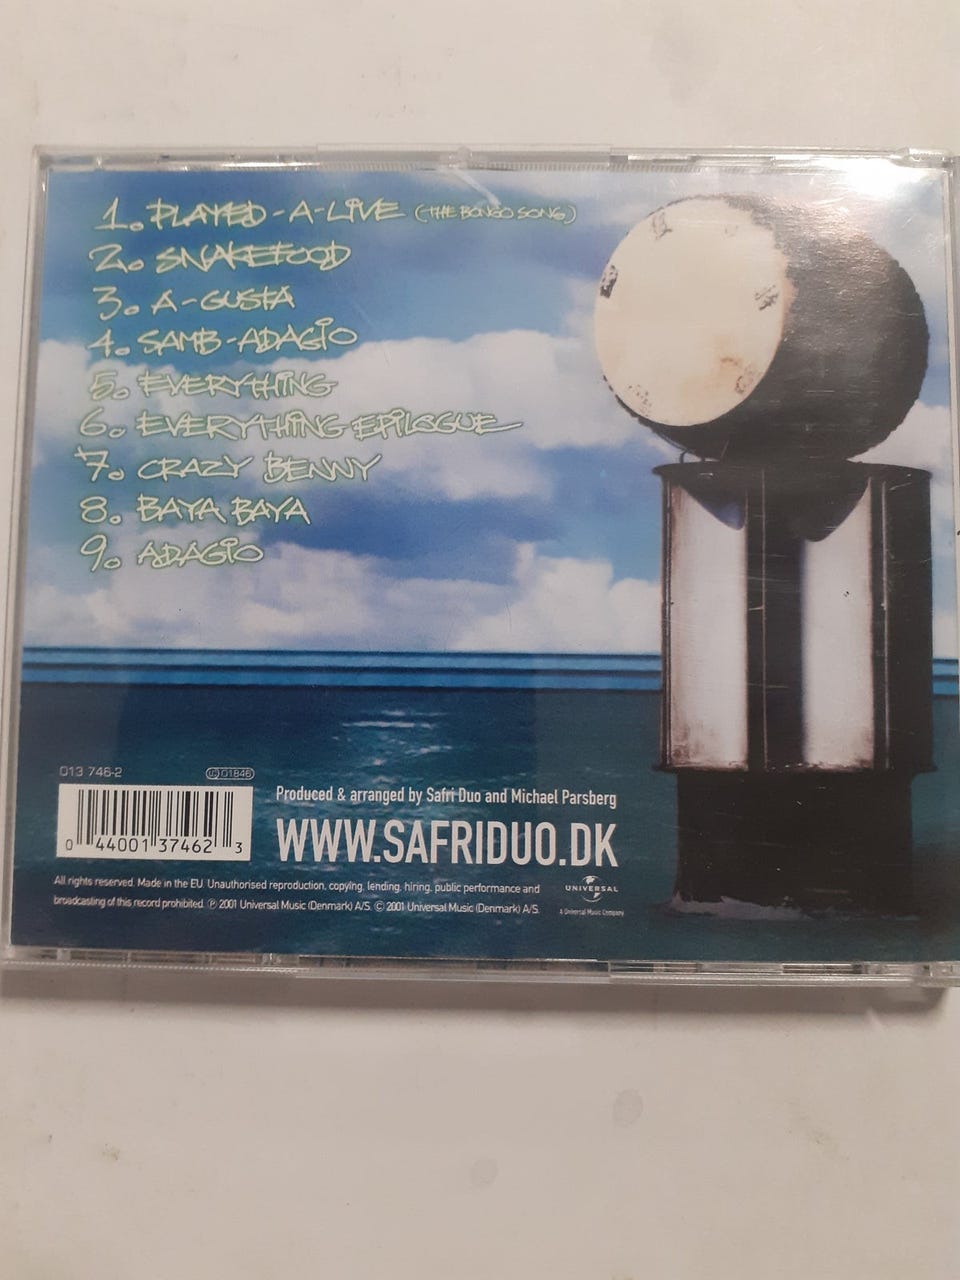 1. PLAYED-A-LIVE (THE BONGO SONG)
2. SNAKEFOOD
3. A-GUSTA
4. SAMB-ADAGIO
5. EVERYTHING
6. EVERYTHING EPILOGUE
7. CRAZY BENNY
8. BAYA BAYA
9. ADAGIO
013 746-2
LC 01846
0 44001 37462 3
Produced & arranged by Safri Duo and Michael Parsberg
WWW.SAFRIDUO.DK
All rights reserved. Made in the EU. Unauthorised reproduction, copying, lending, hiring, public performance and
broadcasting of this record prohibited. ℗ 2001 Universal Music (Denmark) A/S. © 2001 Universal Music (Denmark) A/S.
UNIVERSAL
A Universal Music Company